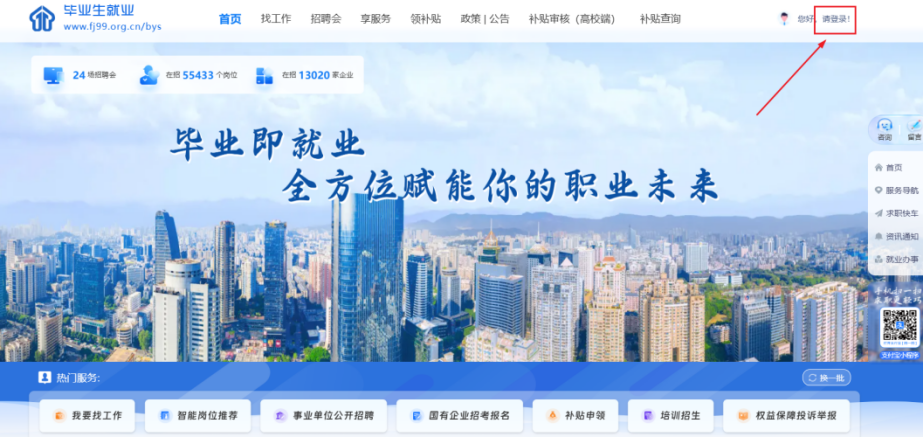 毕业生就业
www.fj99.org.cn/bys
首页 找工作 招聘会 享服务 领补贴 政策 | 公告 补贴审核（高校端） 补贴查询
您好, 请登录!
24 场招聘会 在招 55433 个岗位 在招 13020 家企业
毕业即就业
全方位赋能你的职业未来
咨询 留言
首页
服务导航
求职快车
资讯通知
就业办事
支付宝小程序
热门服务:
换一批
我要找工作 智能岗位推荐 事业单位公开招聘 国有企业招考报名 补贴申领 培训招生 权益保障投诉举报